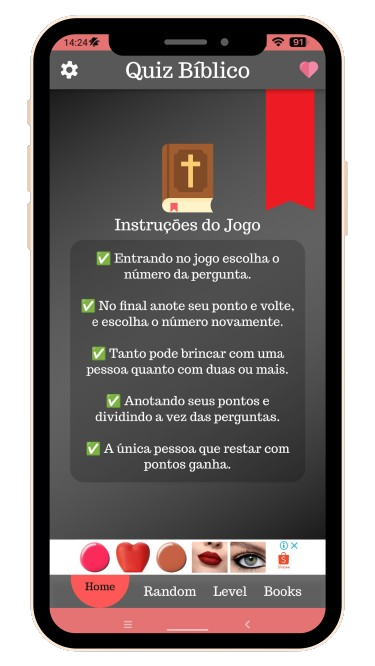 14:24
91
Quiz Bíblico
Instruções do Jogo
✅ Entrando no jogo escolha o
número da pergunta.
✅ No final anote seu ponto e volte,
e escolha o número novamente.
✅ Tanto pode brincar com uma
pessoa quanto com duas ou mais.
✅ Anotando seus pontos e
dividindo a vez das perguntas.
✅ A única pessoa que restar com
pontos ganha.
Home
Random
Level
Books